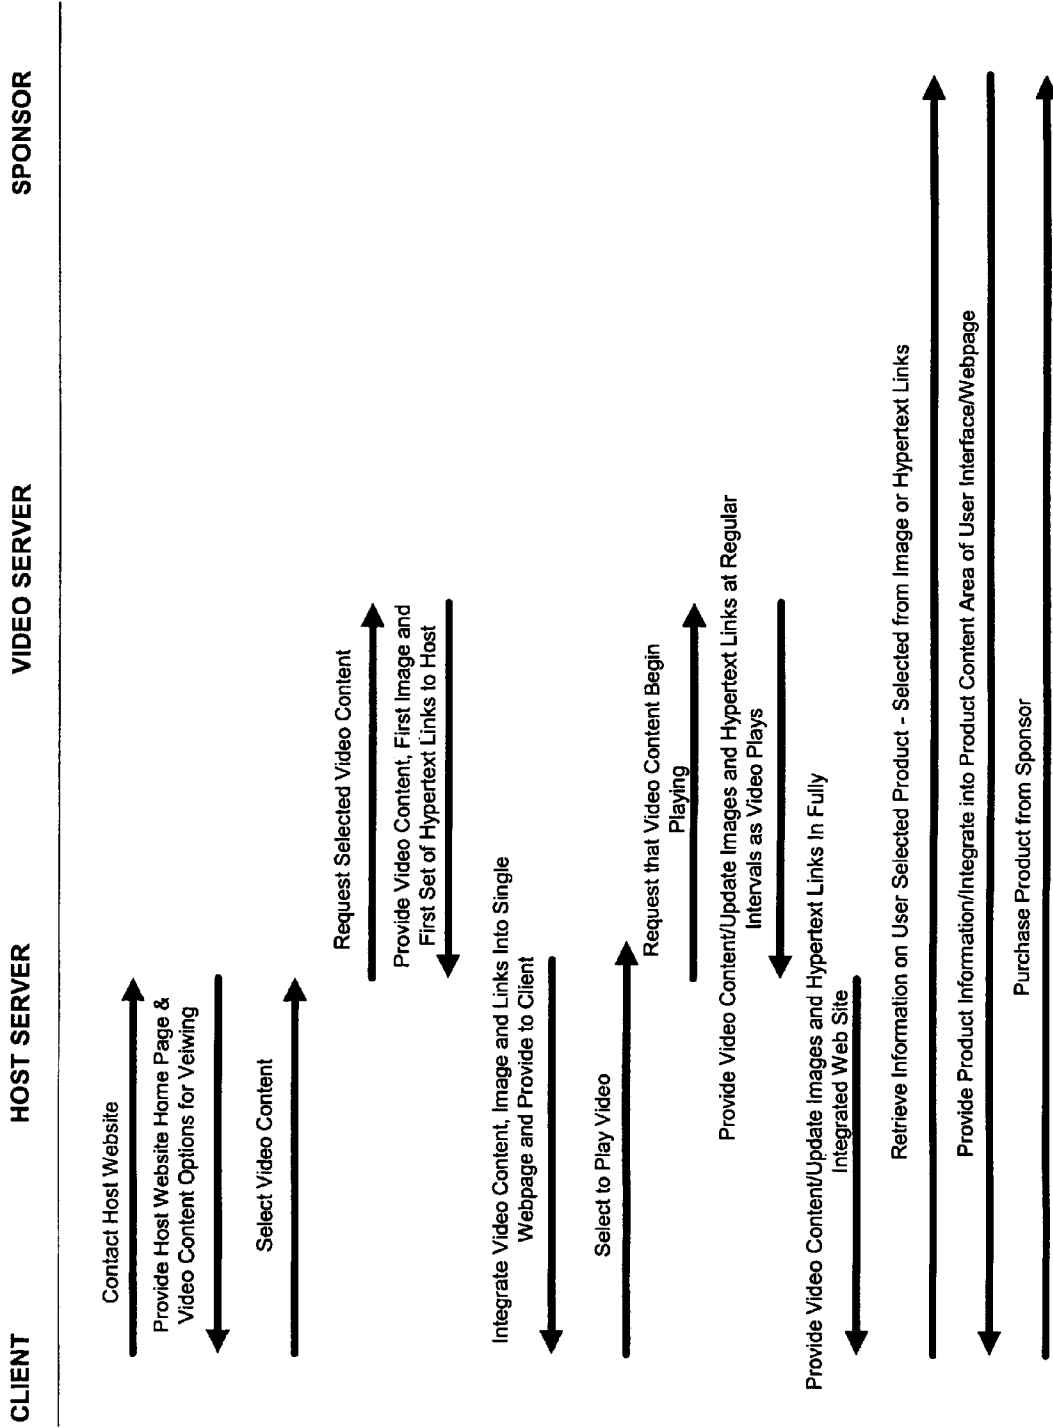 CLIENT
HOST SERVER
VIDEO SERVER
SPONSOR
Contact Host Website
Provide Host Website Home Page &
Video Content Options for Veiwing
Select Video Content
Request Selected Video Content
Provide Video Content, First Image and
First Set of Hypertext Links to Host
Integrate Video Content, Image and Links Into Single
Webpage and Provide to Client
Select to Play Video
Request that Video Content Begin
Playing
Provide Video Content/Update Images and Hypertext Links at Regular
Intervals as Video Plays
Provide Video Content/Update Images and Hypertext Links In Fully
Integrated Web Site
Retrieve Information on User Selected Product - Selected from Image or Hypertext Links
Provide Product Information/Integrate into Product Content Area of User Interface/Webpage
Purchase Product from Sponsor